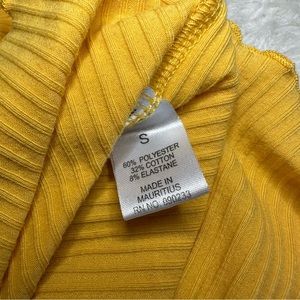 S
60% POLYESTER
32% COTTON
8% ELASTANE
MADE IN
MAURITIUS
RN NO. 090233